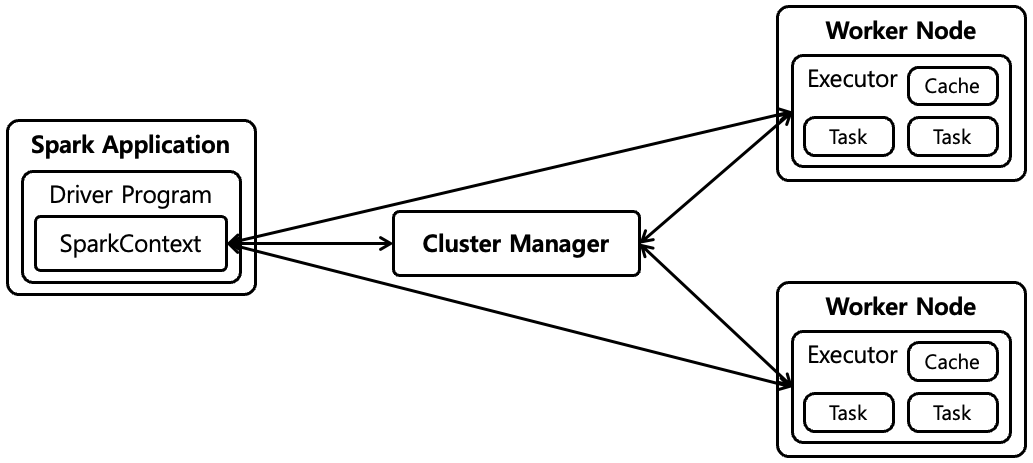 Spark Application
Driver Program
SparkContext
Cluster Manager
Worker Node
Executor
Cache
Task
Task
Worker Node
Executor
Cache
Task
Task